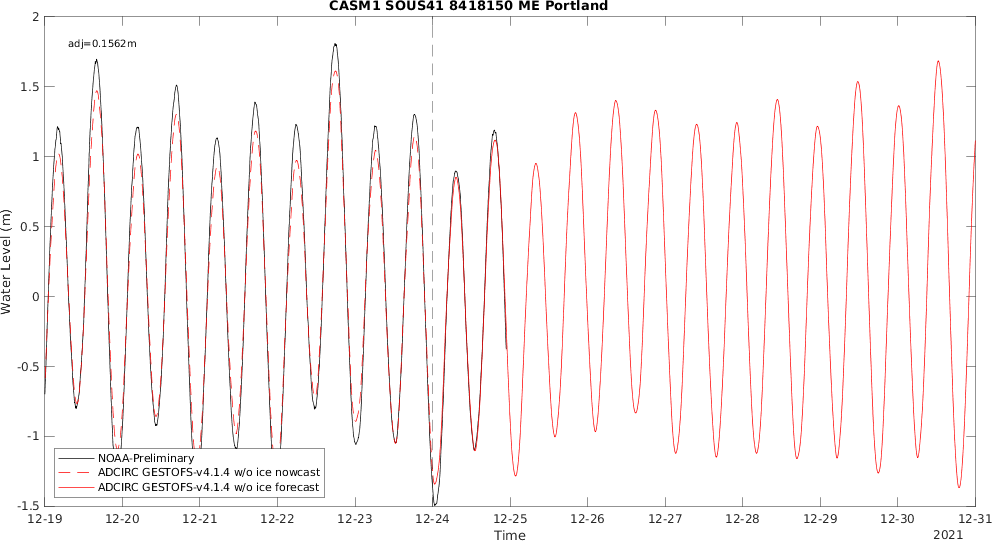 CASM1 SOUS41 8418150 ME Portland
adj=0.1562m
2
1.5
1
0.5
0
-0.5
-1
-1.5
Water Level (m)
NOAA-Preliminary
ADCIRC GESTOFS-v4.1.4 w/o ice nowcast
ADCIRC GESTOFS-v4.1.4 w/o ice forecast
12-19 12-20 12-21 12-22 12-23 12-24 12-25 12-26 12-27 12-28 12-29 12-30 12-31
Time
2021